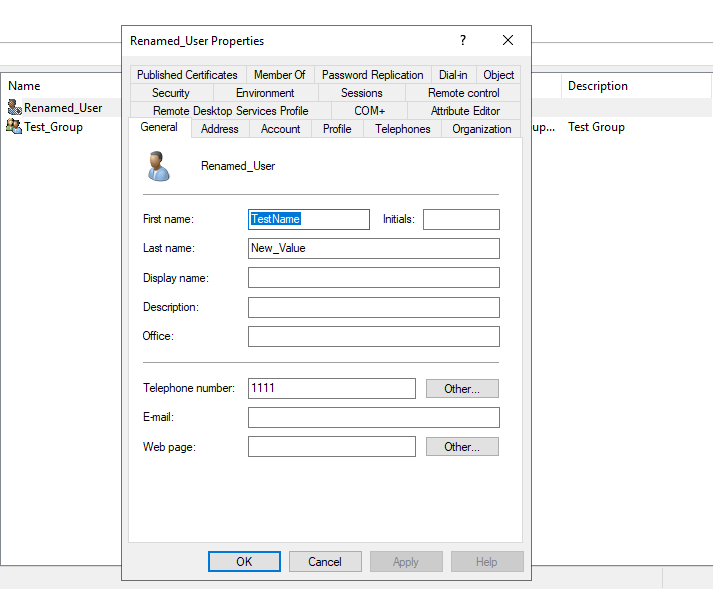 Renamed_User Properties
?
Name
Description
Renamed_User
Test_Group
up...
Test Group
Published Certificates
Member Of
Password Replication
Dial-in
Object
Security
Environment
Sessions
Remote control
Remote Desktop Services Profile
COM+
Attribute Editor
General
Address
Account
Profile
Telephones
Organization
Renamed_User
First name:
TestName
Initials:
Last name:
New_Value
Display name:
Description:
Office:
Telephone number:
1111
Other...
E-mail:
Web page:
Other...
OK
Cancel
Apply
Help